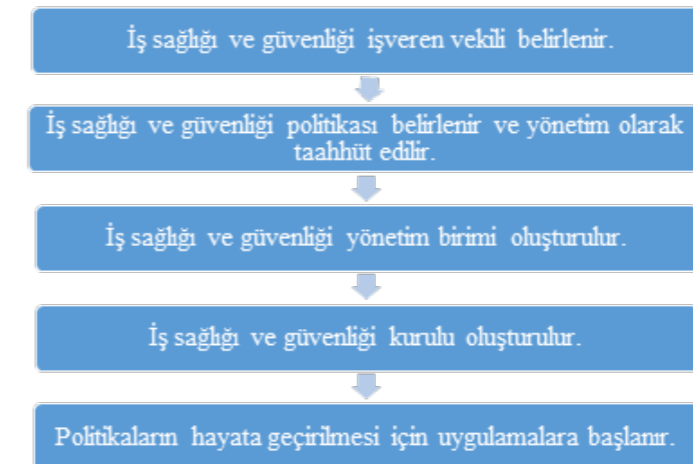 İş sağlığı ve güvenliği işveren vekili belirlenir.
İş sağlığı ve güvenliği politikası belirlenir ve yönetim olarak
taahhüt edilir.
İş sağlığı ve güvenliği yönetim birimi oluşturulur.
İş sağlığı ve güvenliği kurulu oluşturulur.
Politikaların hayata geçirilmesi için uygulamalara başlanır.